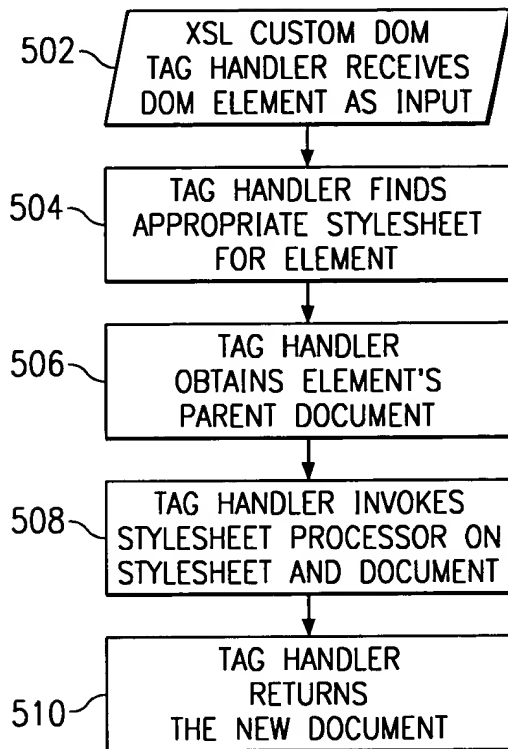 502
XSL CUSTOM DOM
TAG HANDLER RECEIVES
DOM ELEMENT AS INPUT
504
TAG HANDLER FINDS
APPROPRIATE STYLESHEET
FOR ELEMENT
506
TAG HANDLER
OBTAINS ELEMENT'S
PARENT DOCUMENT
508
TAG HANDLER INVOKES
STYLESHEET PROCESSOR ON
STYLESHEET AND DOCUMENT
510
TAG HANDLER
RETURNS
THE NEW DOCUMENT